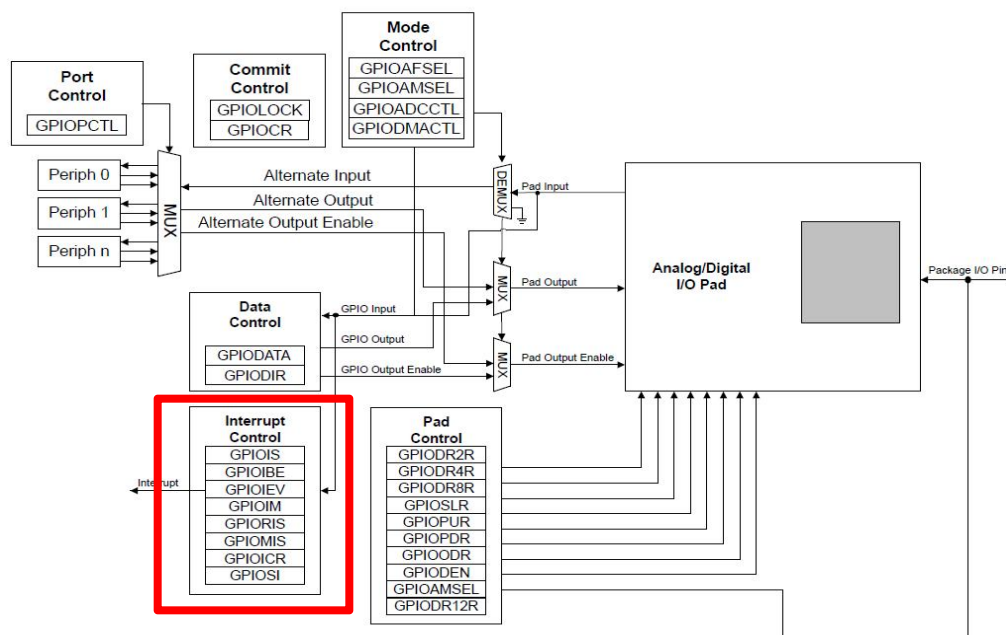 Mode
Control
GPIOAFSEL
GPIOAMSEL
GPIOADCCTL
GPIODMACTL
Port
Control
GPIOPCTL
Commit
Control
GPIOLOCK
GPIOCR
Periph 0
Periph 1
Periph n
MUX
Alternate Input
Alternate Output
Alternate Output Enable
DEMUX
Pad Input
MUX
Pad Output
MUX
Pad Output Enable
Analog/Digital
I/O Pad
Package I/O Pin
Data
Control
GPIODATA
GPIODIR
GPIO Input
GPIO Output
GPIO Output Enable
Interrupt
Control
GPIOIS
GPIOIBE
GPIOIEV
GPIOIM
GPIORIS
GPIOMIS
GPIOICR
GPIOSI
Interrupt
Pad
Control
GPIODR2R
GPIODR4R
GPIODR8R
GPIOSLR
GPIOPUR
GPIOPDR
GPIOODR
GPIODEN
GPIOAMSEL
GPIODR12R